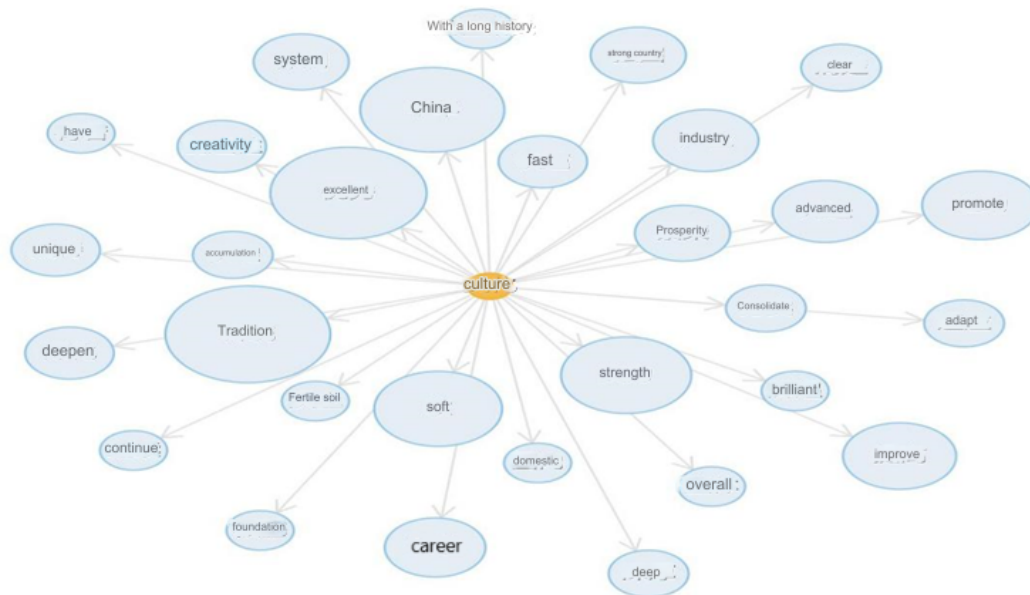 With a long history
strong country
system
clear
China
have
creativity
fast
industry
excellent
advanced
promote
unique
accumulation
Prosperity
culture
Consolidate
adapt
Tradition
deepen
strength
Fertile soil
soft
brilliant
continue
domestic
improve
overall
foundation
career
deep